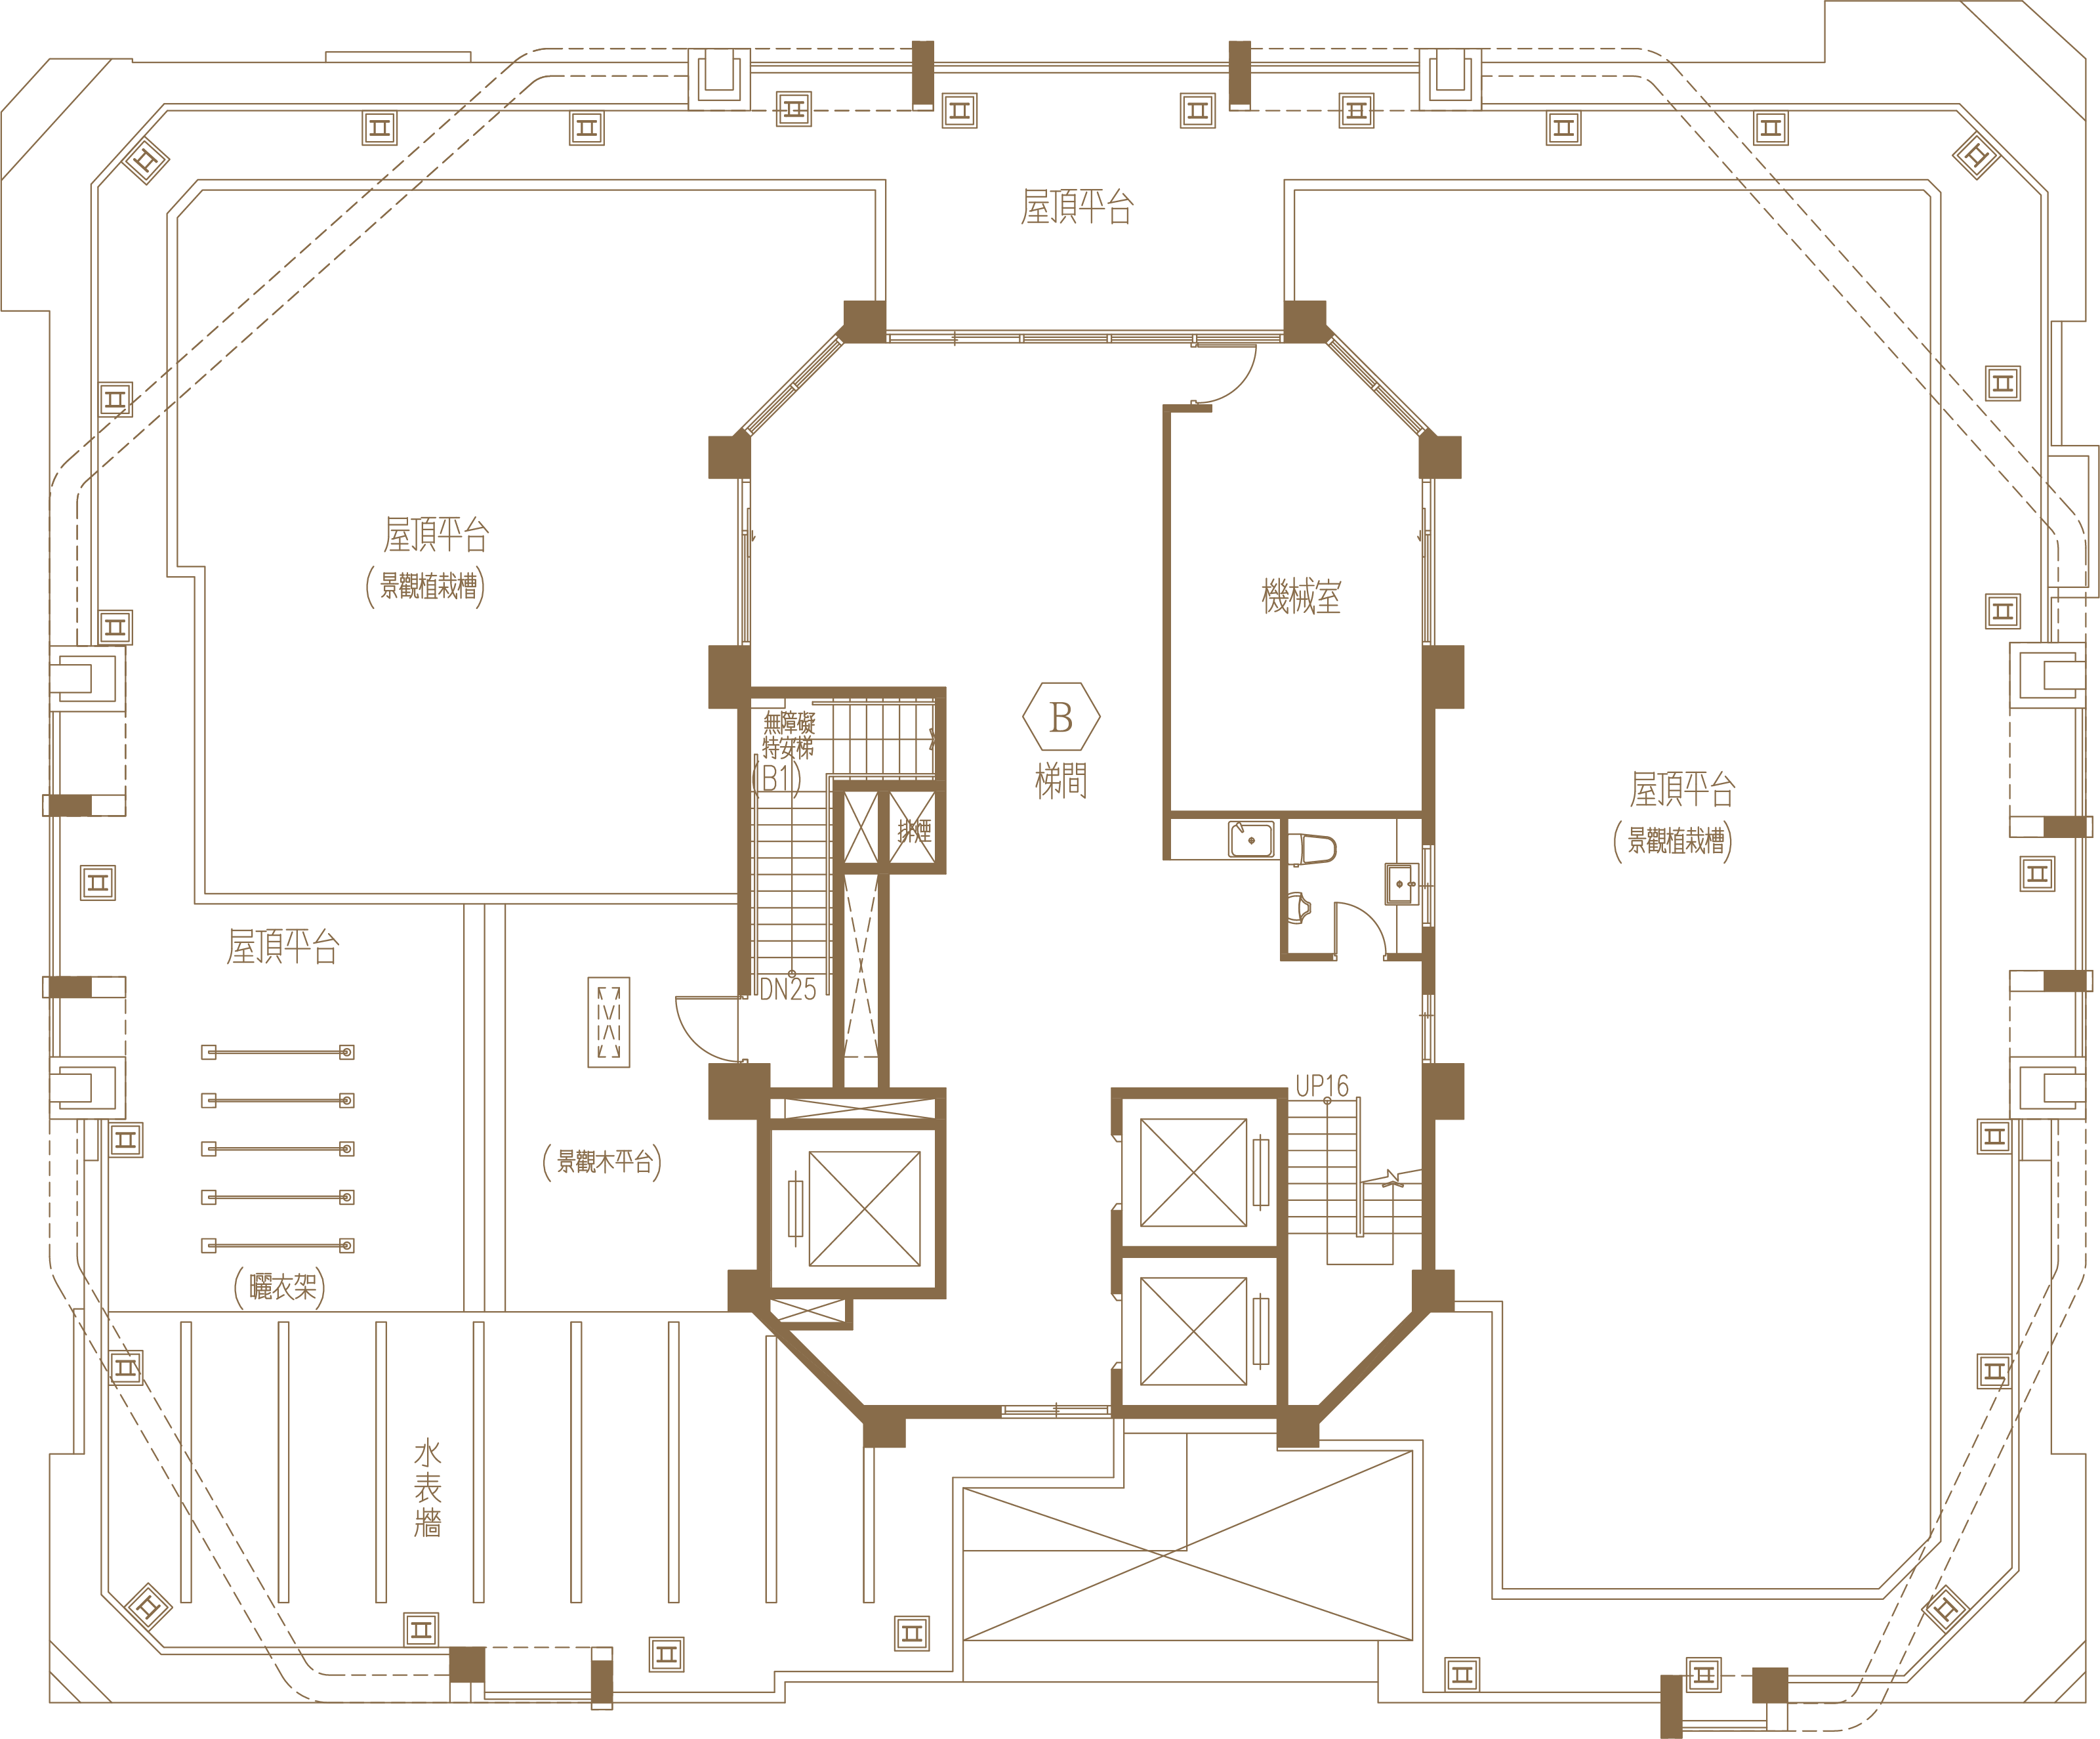 屋頂平台
屋頂平台
(景觀植栽槽)
機械室
B
梯間
無障礙
特安梯
(B1)
排煙
屋頂平台
(景觀植栽槽)
屋頂平台
DN25
UP16
(景觀木平台)
(曬衣架)
水
表
牆